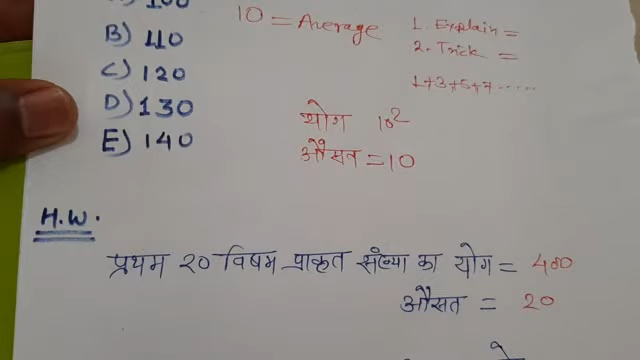 100
10 = Average
1. Explain =
2. Trick =
B) 110
1+3+5+7......
C) 120
योग 10²
D) 130
औसत = 10
E) 140
H.W.
प्रथम 20 विषम प्राकृत संख्या का योग = 400
औसत = 20